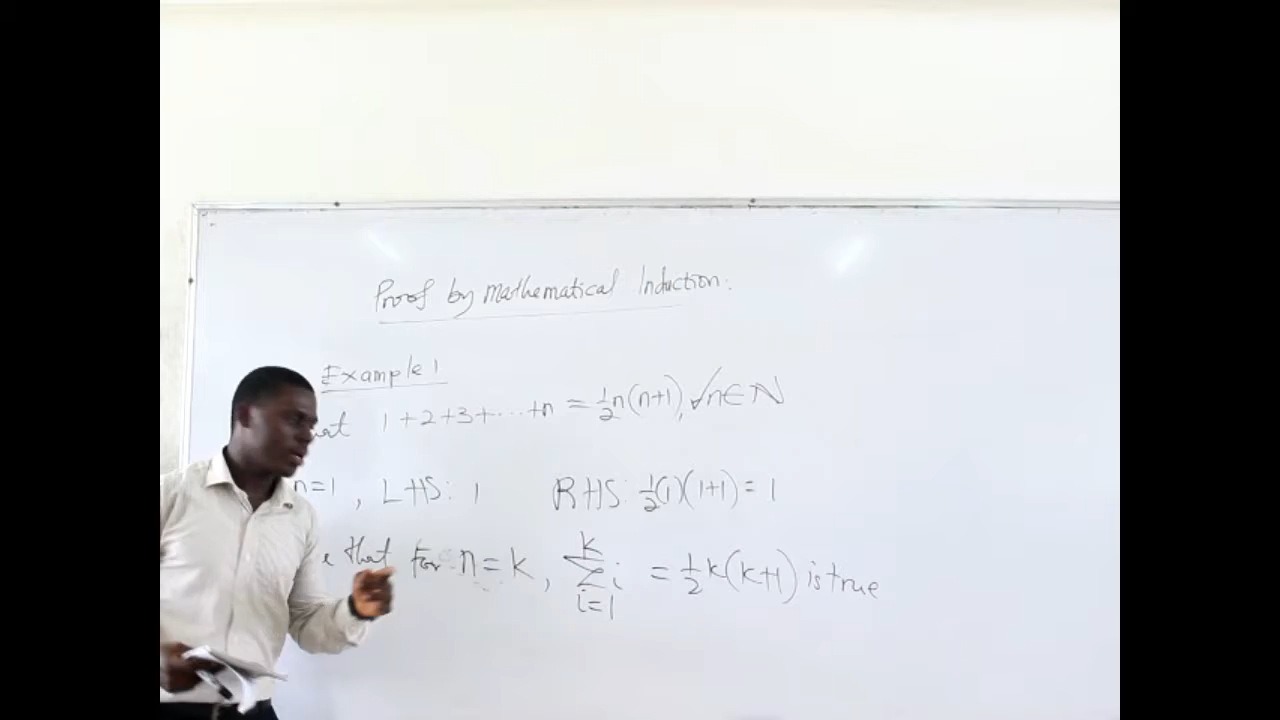 Proof by Mathematical Induction.
Example 1
1+2+3+...+n = ½n(n+1), ∀n∈ℕ
n=1, LHS: 1 RHS: ½(1)(1+1) = 1
that for n=k, ∑_{i=1}^{k} i = ½k(k+1) is true